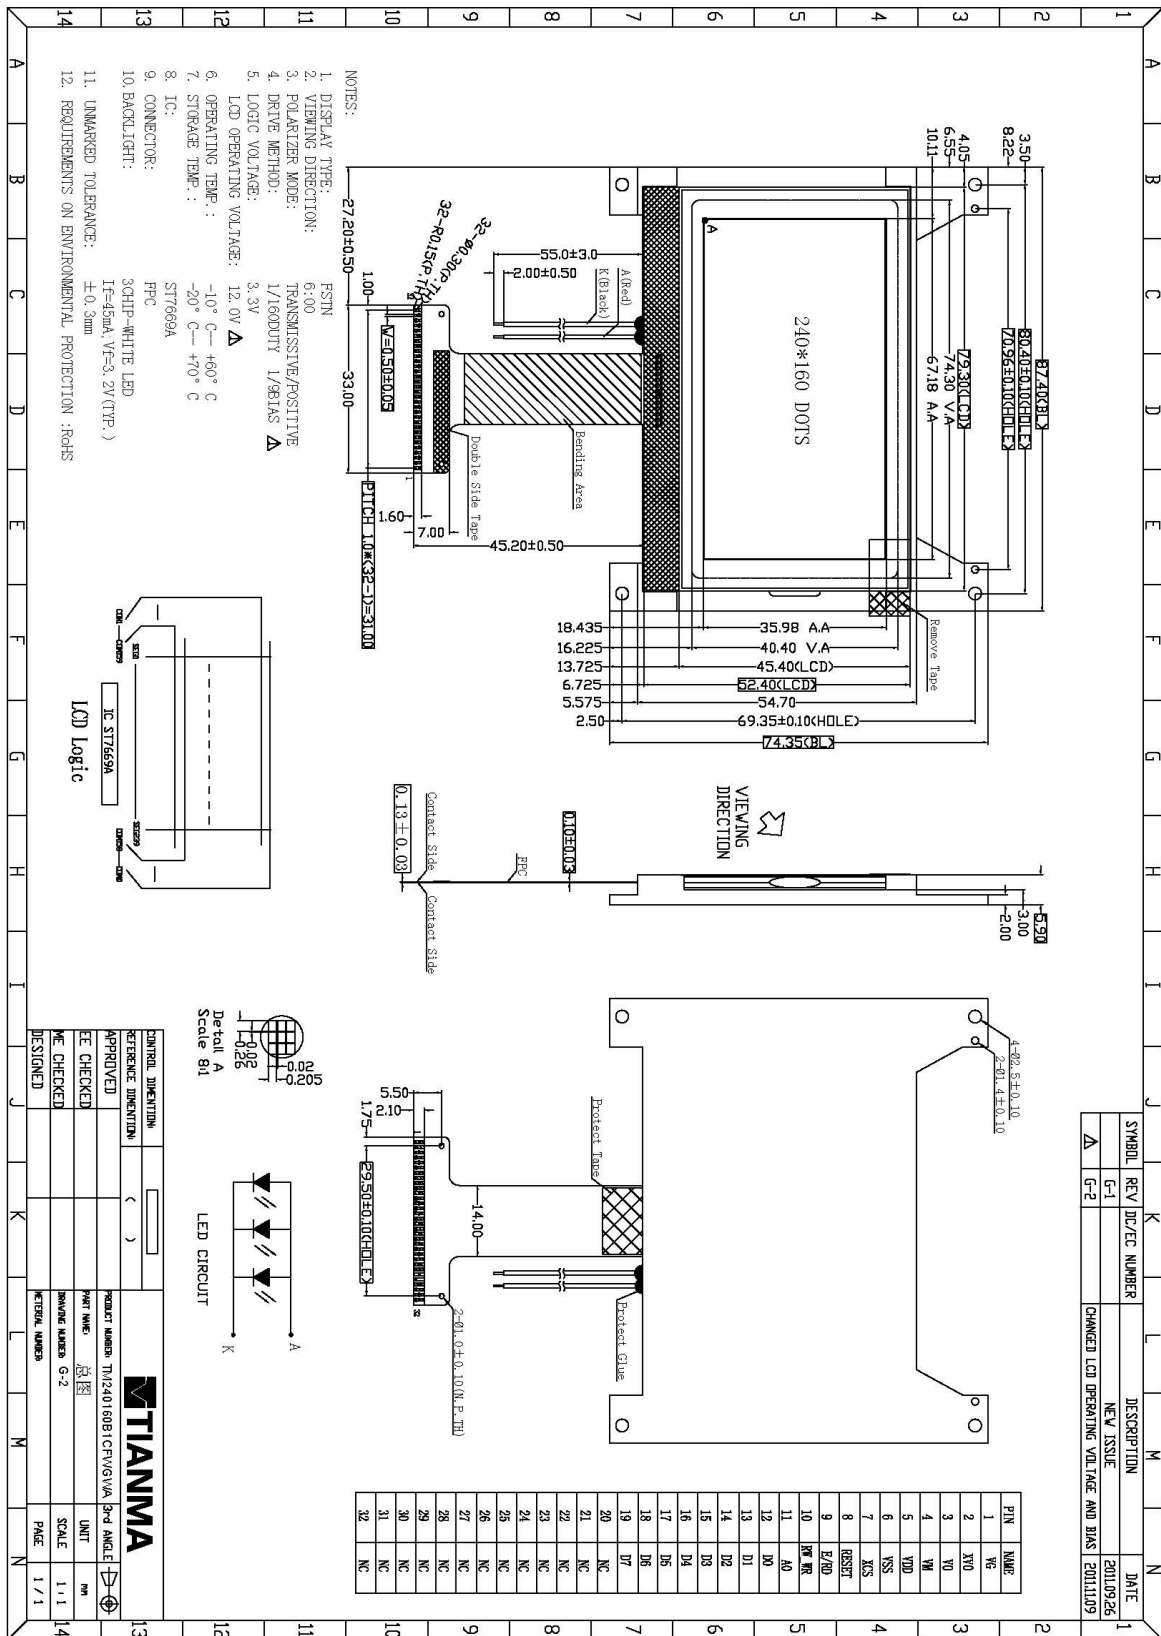 SYMBOL REV DC/EC NUMBER DESCRIPTION DATE
G-1 NEW ISSUE 2011.09.26
G-2 CHANGED LCD OPERATING VOLTAGE AND BIAS 2011.11.09
87.40(BL)
80.40±0.10(HOLE)
70.96±0.10(HOLE)
79.30(LCD)
74.30 V.A
67.18 A.A
3.50
8.22
4.05
6.55
10.11
240*160 DOTS
A
Remove Tape
35.98 A.A
40.40 V.A
45.40(LCD)
52.40(LCD)
54.70
69.35±0.10(HOLE)
74.35(BL)
18.435
16.225
13.725
6.725
5.575
2.50
A(Red)
K(Black)
55.0±3.0
2.00±0.50
Bending Area
Double Side Tape
45.20±0.50
7.00
1.60
PITCH 1.0*(32-1)=31.00
W=0.50±0.05
1.00
33.00
27.20±0.50
VIEWING
DIRECTION
5.90
3.00
2.00
0.10±0.03
FPC
Contact Side
Contact Side
0.13±0.03
4-Ø2.5±0.10
2-Ø1.4±0.10
Protect Tape
Protect Glue
14.00
5.50
2.10
1.75
29.50±0.10(HOLE)
2-Ø1.0±0.10(N.P.TH)
PIN NAME
1 VG
2 XV0
3 V0
4 VM
5 VDD
6 VSS
7 XCS
8 RESET
9 E/RD
10 RW WR
11 A0
12 D0
13 D1
14 D2
15 D3
16 D4
17 D5
18 D6
19 D7
20 NC
21 NC
22 NC
23 NC
24 NC
25 NC
26 NC
27 NC
28 NC
29 NC
30 NC
31 NC
32 NC
NOTES:
1. DISPLAY TYPE: FSTN
2. VIEWING DIRECTION: 6:00
3. POLARIZER MODE: TRANSMISSIVE/POSITIVE
4. DRIVE METHOD: 1/160DUTY 1/9BIAS
5. LOGIC VOLTAGE: 3.3V
LCD OPERATING VOLTAGE: 12.0V
6. OPERATING TEMP.: -10° C-- +60° C
7. STORAGE TEMP.: -20° C-- +70° C
8. IC: ST7669A
9. CONNECTOR: FPC
10. BACKLIGHT: 3CHIP-WHITE LED
If=45mA,Vf=3.2V(TYP.)
11. UNMARKED TOLERANCE: ±0.3mm
12. REQUIREMENTS ON ENVIRONMENTAL PROTECTION :RoHS
IC ST7669A
LCD Logic
0.02
0.205
0.02
0.26
Detail A
Scale 8:1
A
K
LED CIRCUIT
CONTROL DIMENTION:
REFERENCE DIMENTION: ( )
APPROVED
EE CHECKED
ME CHECKED
DESIGNED
TIANMA
PRODUCT NUMBER: TM240160B1CFWGWA 3rd ANGLE
PART NAME: 总图 UNIT mm
DRAWING NUMBER: G-2 SCALE 1:1
METERIAL NUMBER: PAGE 1 / 1